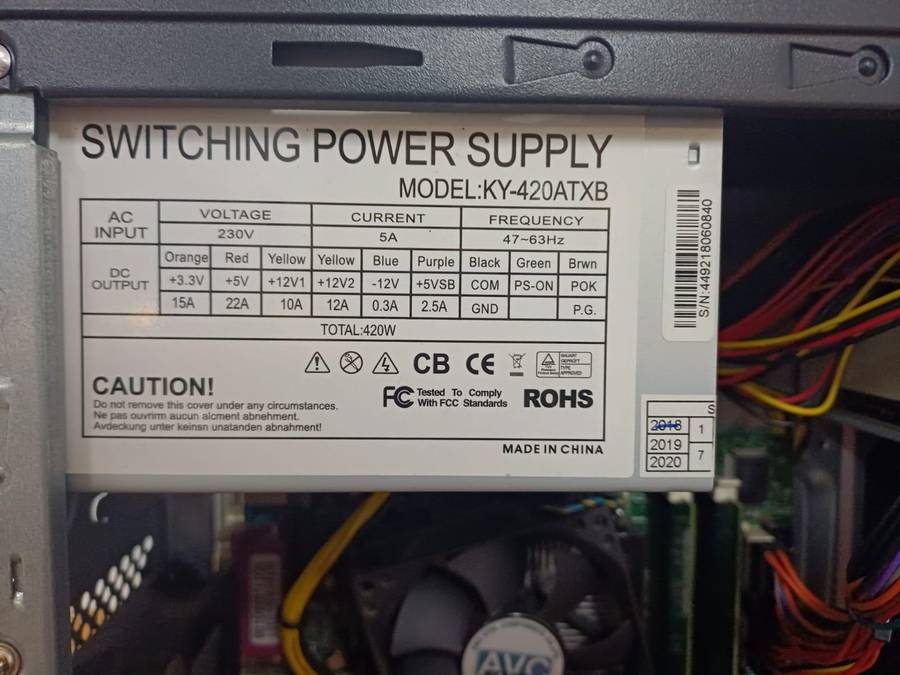 SWITCHING POWER SUPPLY
MODEL:KY-420ATXB
AC INPUT VOLTAGE CURRENT FREQUENCY
230V 5A 47~63Hz
DC OUTPUT Orange Red Yellow Yellow Blue Purple Black Green Brwn
+3.3V +5V +12V1 +12V2 -12V +5VSB COM PS-ON POK
15A 22A 10A 12A 0.3A 2.5A GND P.G.
TOTAL:420W
CB CE
CAUTION!
Do not remove this cover under any circumstances.
Ne pas ouvrirm aucun alcment abnehment.
Avdeckung unter keinsn unatanden abnahment!
FC Tested To Comply
With FCC Standards
ROHS
MADE IN CHINA
S/N:449218060840
S
2018 1
2019
2020 7
AVC